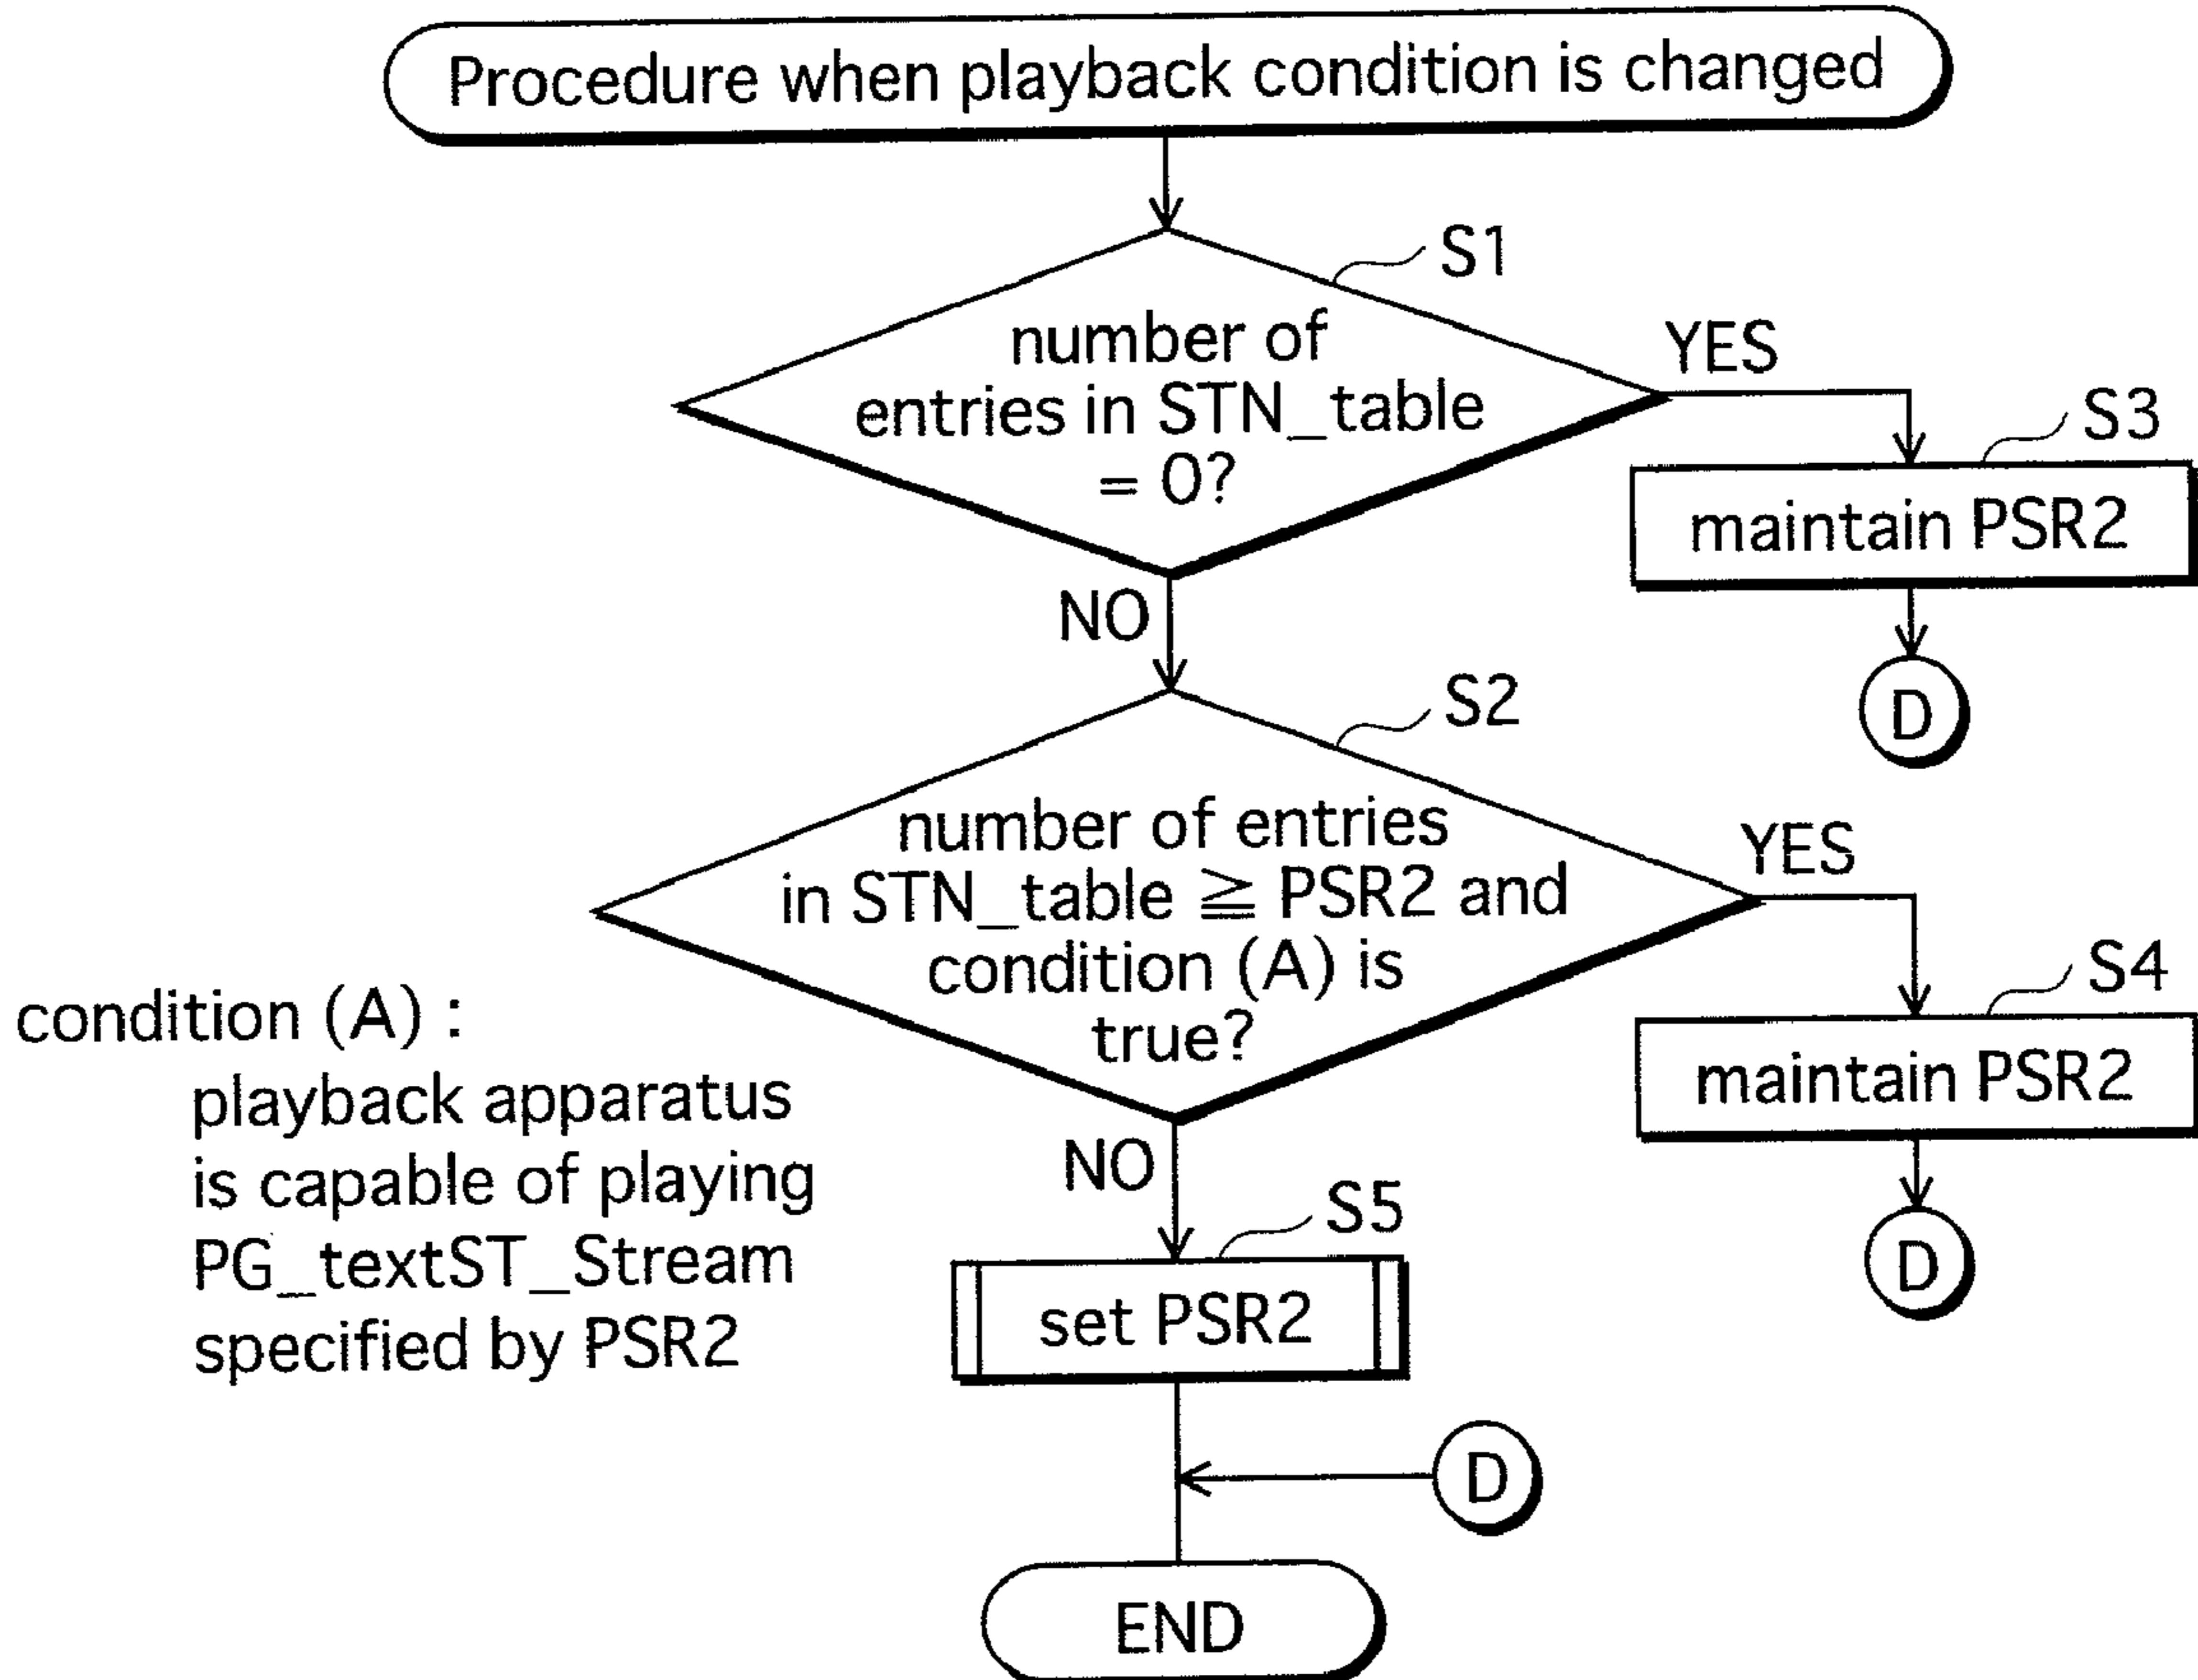 Procedure when playback condition is changed
S1
number of
entries in STN_table
= 0?
YES
S3
maintain PSR2
D
NO
S2
number of entries
in STN_table ≧ PSR2 and
condition (A) is
true?
YES
S4
maintain PSR2
D
condition (A) :
playback apparatus
is capable of playing
PG_textST_Stream
specified by PSR2
NO
S5
set PSR2
D
END